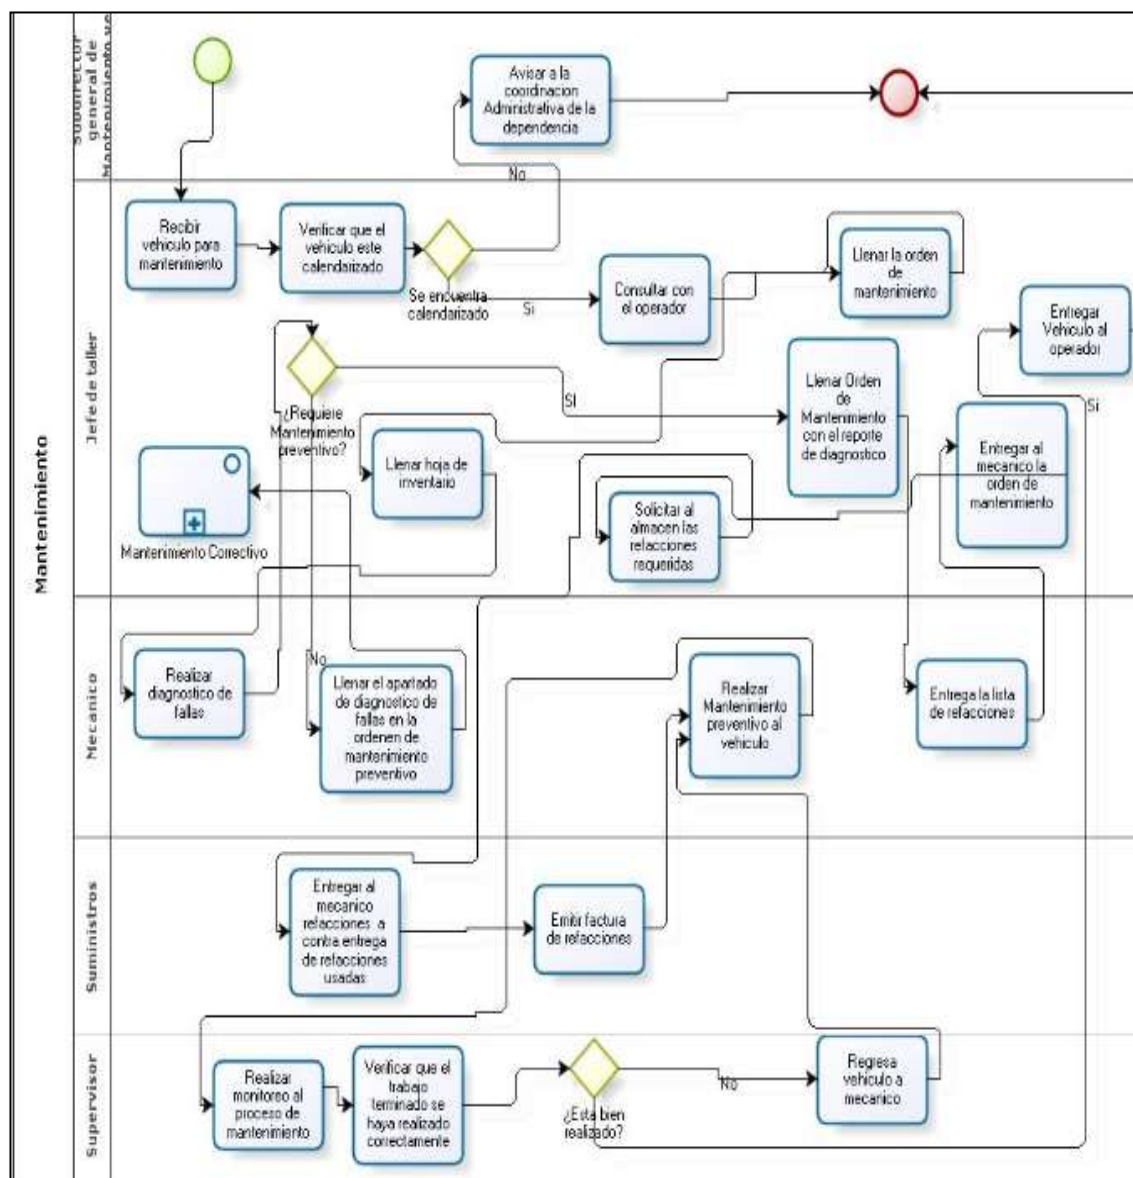 Mantenimiento
Subdirector
general de
Mantenimiento
Avisar a la
coordinacion
Administrativa de la
dependencia
No
Jefe de taller
Recibir
vehiculo para
mantenimiento
Verificar que el
vehiculo este
calendarizado
Se encuentra
calendarizado
Si
Consultar con
el operador
Llenar la orden
de
mantenimiento
Entregar
Vehiculo al
operador
Si
¿Requiere
Mantenimiento
preventivo?
SI
Llenar Orden
de
Mantenimiento
con el reporte
de diagnostico
Llenar hoja de
inventario
Entregar al
mecanico la
orden de
mantenimiento
Solicitar al
almacen las
refacciones
requeridas
Mantenimiento Correctivo
Mecanico
Realizar
diagnostico de
fallas
No
Llenar el apartado
de diagnostico de
fallas en la
ordenen de
mantenimiento
preventivo
Realizar
Mantenimiento
preventivo al
vehiculo
Entrega la lista
de refacciones
Suministros
Entregar al
mecanico
refacciones a
contra entrega
de refacciones
usadas
Emitir factura
de refacciones
Supervisor
Realizar
monitoreo al
proceso de
mantenimiento
Verificar que el
trabajo
terminado se
haya realizado
correctamente
¿Esta bien
realizado?
No
Regresa
vehiculo a
mecanico